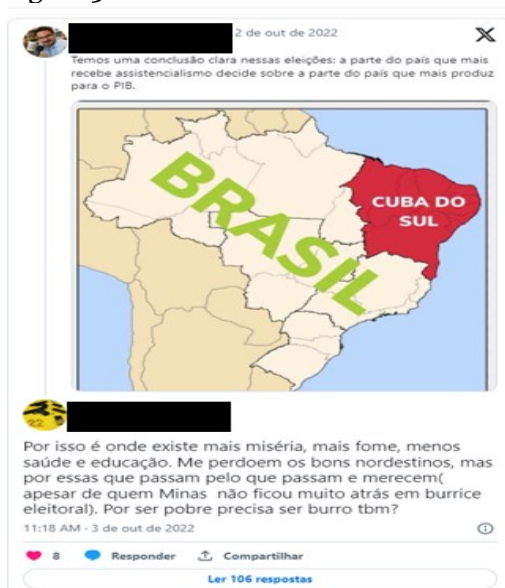 2 de out de 2022
X
Temos uma conclusão clara nessas eleições: a parte do país que mais
recebe assistencialismo decide sobre a parte do país que mais produz
para o PIB.
BRASIL
CUBA DO
SUL
22
Por isso é onde existe mais miséria, mais fome, menos
saúde e educação. Me perdoem os bons nordestinos, mas
por essas que passam pelo que passam e merecem(
apesar de quem Minas não ficou muito atrás em burrice
eleitoral). Por ser pobre precisa ser burro tbm?
11:18 AM · 3 de out de 2022
8 Responder Compartilhar
Ler 106 respostas